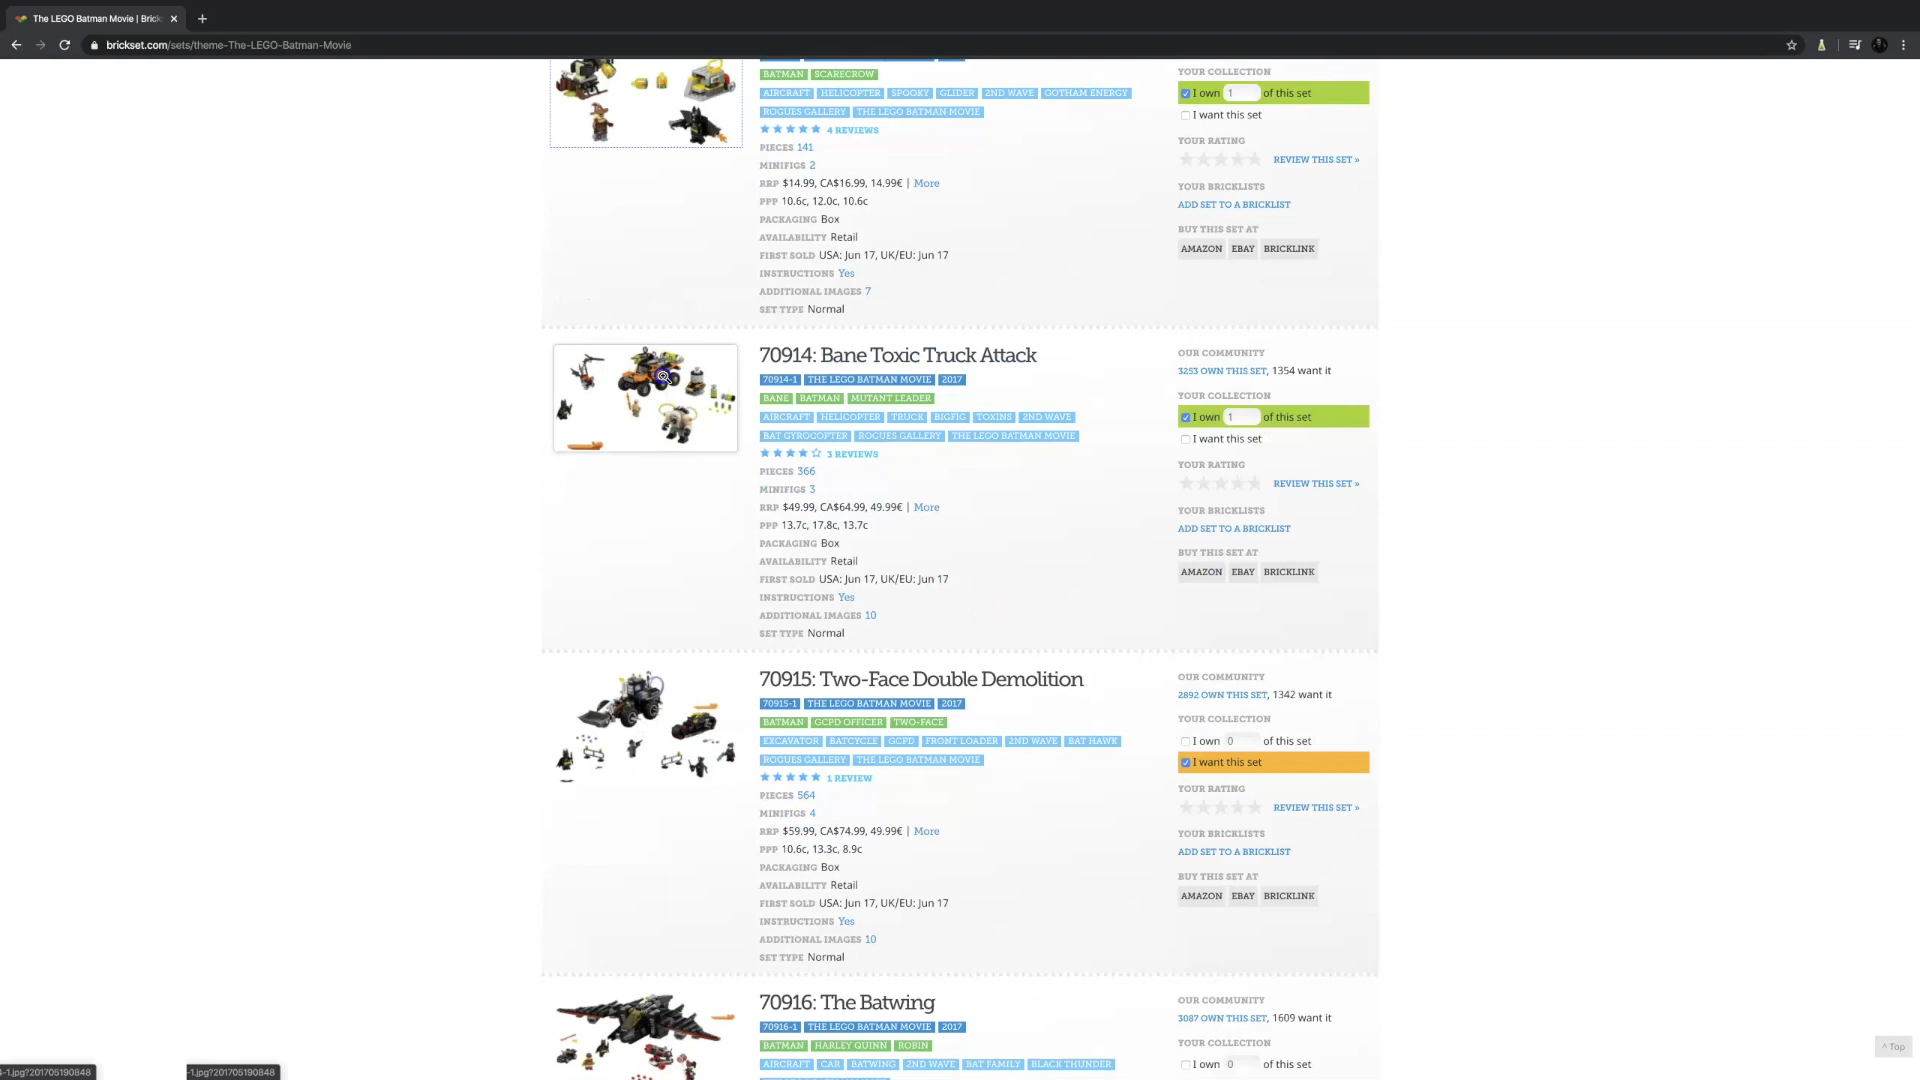 The LEGO Batman Movie | Brick
brickset.com/sets/theme-The-LEGO-Batman-Movie
BATMAN SCARECROW
AIRCRAFT HELICOPTER SPOOKY GLIDER 2ND WAVE GOTHAM ENERGY
ROGUES GALLERY THE LEGO BATMAN MOVIE
4 REVIEWS
PIECES 141
MINIFIGS 2
RRP $14.99, CA$16.99, 14.99€ | More
PPP 10.6c, 12.0c, 10.6c
PACKAGING Box
AVAILABILITY Retail
FIRST SOLD USA: Jun 17, UK/EU: Jun 17
INSTRUCTIONS Yes
ADDITIONAL IMAGES 7
SET TYPE Normal
YOUR COLLECTION
I own 1 of this set
I want this set
YOUR RATING
REVIEW THIS SET »
YOUR BRICKLISTS
ADD SET TO A BRICKLIST
BUY THIS SET AT
AMAZON EBAY BRICKLINK
70914: Bane Toxic Truck Attack
70914-1 THE LEGO BATMAN MOVIE 2017
BANE BATMAN MUTANT LEADER
AIRCRAFT HELICOPTER TRUCK BIGFIG TOXINS 2ND WAVE
BAT GYROCOPTER ROGUES GALLERY THE LEGO BATMAN MOVIE
3 REVIEWS
PIECES 366
MINIFIGS 3
RRP $49.99, CA$64.99, 49.99€ | More
PPP 13.7c, 17.8c, 13.7c
PACKAGING Box
AVAILABILITY Retail
FIRST SOLD USA: Jun 17, UK/EU: Jun 17
INSTRUCTIONS Yes
ADDITIONAL IMAGES 10
SET TYPE Normal
OUR COMMUNITY
3253 OWN THIS SET, 1354 want it
YOUR COLLECTION
I own 1 of this set
I want this set
YOUR RATING
REVIEW THIS SET »
YOUR BRICKLISTS
ADD SET TO A BRICKLIST
BUY THIS SET AT
AMAZON EBAY BRICKLINK
70915: Two-Face Double Demolition
70915-1 THE LEGO BATMAN MOVIE 2017
BATMAN GCPD OFFICER TWO-FACE
EXCAVATOR BATCYCLE GCPD FRONT LOADER 2ND WAVE BAT HAWK
ROGUES GALLERY THE LEGO BATMAN MOVIE
1 REVIEW
PIECES 564
MINIFIGS 4
RRP $59.99, CA$74.99, 49.99€ | More
PPP 10.6c, 13.3c, 8.9c
PACKAGING Box
AVAILABILITY Retail
FIRST SOLD USA: Jun 17, UK/EU: Jun 17
INSTRUCTIONS Yes
ADDITIONAL IMAGES 10
SET TYPE Normal
OUR COMMUNITY
2892 OWN THIS SET, 1342 want it
YOUR COLLECTION
I own 0 of this set
I want this set
YOUR RATING
REVIEW THIS SET »
YOUR BRICKLISTS
ADD SET TO A BRICKLIST
BUY THIS SET AT
AMAZON EBAY BRICKLINK
70916: The Batwing
70916-1 THE LEGO BATMAN MOVIE 2017
BATMAN HARLEY QUINN ROBIN
AIRCRAFT CAR BATWING 2ND WAVE BAT FAMILY BLACK THUNDER
OUR COMMUNITY
3087 OWN THIS SET, 1609 want it
YOUR COLLECTION
I own 0 of this set
^ Top
4-1.jpg?201705190848
-1.jpg?201705190848